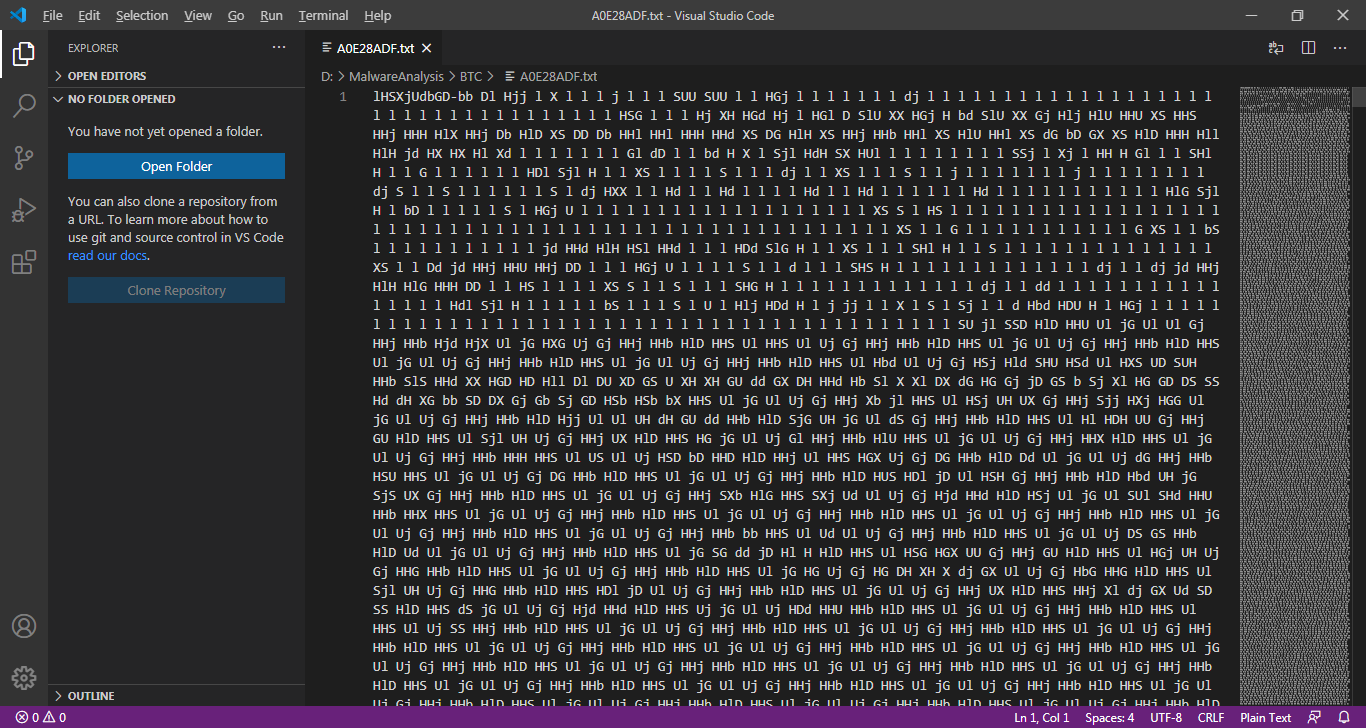 File Edit Selection View Go Run Terminal Help
A0E28ADF.txt - Visual Studio Code
EXPLORER
OPEN EDITORS
NO FOLDER OPENED
You have not yet opened a folder.
Open Folder
You can also clone a repository from
a URL. To learn more about how to
use git and source control in VS Code
read our docs.
Clone Repository
OUTLINE
A0E28ADF.txt
D: > MalwareAnalysis > BTC > A0E28ADF.txt
1
lHSXjUdbGD-bb Dl Hjj l X l l l j l l l SUU SUU l l HGj l l l l l l l dj l l l l l l l l l l l l l l l l l l l
l l l l l l l l l l l l l l l l HSG l l l Hj XH HGd Hj l HGl D SlU XX HGj H bd SlU XX Gj Hlj HlU HHU XS HHS
HHj HHH HlX HHj Db HlD XS DD Db HHl HHl HHH HHd XS DG HlH XS HHj HHb HHl XS HlU HHl XS dG bD GX XS HlD HHH Hll
HlH jd HX HX Hl Xd l l l l l l l Gl dD l l bd H X l Sjl HdH SX HUl l l l l l l l l SSj l Xj l HH H Gl l l SHl
H l l G l l l l l l HDl Sjl H l l XS l l l l S l l l dj l l XS l l l S l l j l l l l l l l j l l l l l l l l
dj S l l S l l l l l l S l dj HXX l l Hd l l Hd l l l l Hd l l Hd l l l l l l Hd l l l l l l l l l l l HlG Sjl
H l bD l l l l l S l HGj U l l l l l l l l l l l l l l l l l l l XS S l HS l l l l l l l l l l l l l l l l l l
l l l l l l l l l l l l l l l l l l l l l l l l l l l l l l l l l XS l l G l l l l l l l l l l l G XS l l bS
l l l l l l l l l l l jd HHd HlH HSl HHd l l l HDd SlG H l l XS l l l SHl H l l S l l l l l l l l l l l l l l
XS l l Dd jd HHj HHU HHj DD l l l HGj U l l l l S l l d l l l SHS H l l l l l l l l l l l l l dj l l dj jd HHj
HlH HlG HHH DD l l HS l l l l XS S l l S l l l SHG H l l l l l l l l l l l l l dj l l dd l l l l l l l l l l l
l l l l l Hdl Sjl H l l l l l bS l l l S l U l Hlj HDd H l j jj l l X l S l Sj l l d Hbd HDU H l HGj l l l l l
l l l l l l l l l l l l l l l l l l l l l l l l l l l l l l l l l l l l l SU jl SSD HlD HHU Ul jG Ul Ul Gj
HHj HHb Hjd HjX Ul jG HXG Uj Gj HHj HHb HlD HHS Ul HHS Ul Uj Gj HHj HHb HlD HHS Ul jG Ul Uj Gj HHj HHb HlD HHS
Ul jG Ul Uj Gj HHj HHb HlD HHS Ul jG Ul Uj Gj HHj HHb HlD HHS Ul Hbd Ul Uj Gj HSj Hld SHU HSd Ul HXS UD SUH
HHb SlS HHd XX HGD HD Hll Dl DU XD GS U XH XH GU dd GX DH HHd Hb Sl X Xl DX dG HG Gj jD GS b Sj Xl HG GD DS SS
Hd dH XG bb SD DX Gj Gb Sj GD HSb HSb bX HHS Ul jG Ul Uj Gj HHj Xb jl HHS Ul HSj UH UX Gj HHj Sjj HXj HGG Ul
jG Ul Uj Gj HHj HHb HlD Hjj Ul Ul UH dH GU dd HHb HlD SjG UH jG Ul dS Gj HHj HHb HlD HHS Ul Hl HDH UU Gj HHj
GU HlD HHS Ul Sjl UH Uj Gj HHj UX HlD HHS HG jG Ul Uj Gl HHj HHb HlU HHS Ul jG Ul Uj Gj HHj HHX HlD HHS Ul jG
Ul Uj Gj HHj HHb HHH HHS Ul US Ul Uj HSD bD HHD HlD HHj Ul HHS HGX Uj Gj DG HHb HlD Dd Ul jG Ul Uj dG HHj HHb
HSU HHS Ul jG Ul Uj Gj DG HHb HlD HHS Ul jG Ul Uj Gj HHj HHb HlD HUS HDl jD Ul HSH Gj HHj HHb HlD Hbd UH jG
SjS UX Gj HHj HHb HlD HHS Ul jG Ul Uj Gj HHj SXb HlG HHS SXj Ud Ul Uj Gj Hjd HHd HlD HSj Ul jG Ul SUl SHd HHU
HHb HHX HHS Ul jG Ul Uj Gj HHj HHb HlD HHS Ul jG Ul Uj Gj HHj HHb HlD HHS Ul jG Ul Uj Gj HHj HHb HlD HHS Ul jG
Ul Uj Gj HHj HHb HlD HHS Ul jG Ul Uj Gj HHj HHb bb HHS Ul Ud Ul Uj Gj HHj HHb HlD HHS Ul jG Ul Uj DS GS HHb
HlD Ud Ul jG Ul Uj Gj HHj HHb HlD HHS Ul jG SG dd jD Hl H HlD HHS Ul HSG HGX UU Gj HHj GU HlD HHS Ul HGj UH Uj
Gj HHG HHb HlD HHS Ul jG Ul Uj Gj HHj HHb HlD HHS Ul jG HG Uj Gj HG DH XH X dj GX Ul Uj Gj HbG HHG HlD HHS Ul
Sjl UH Uj Gj HHG HHb HlD HHS HDl jD Ul Uj Gj HHj HHb HlD HHS Ul jG Ul Uj Gj HHj UX HlD HHS HHj Xl dj GX Ud SD
SS HlD HHS dS jG Ul Uj Gj Hjd HHd HlD HHS Uj jG Ul Uj HDd HHU HHb HlD HHS Ul jG Ul Uj Gj HHj HHb HlD HHS Ul
HHS Ul Uj SS HHj HHb HlD HHS Ul jG Ul Uj Gj HHj HHb HlD HHS Ul jG Ul Uj Gj HHj HHb HlD HHS Ul jG Ul Uj Gj HHj
HHb HlD HHS Ul jG Ul Uj Gj HHj HHb HlD HHS Ul jG Ul Uj Gj HHj HHb HlD HHS Ul jG Ul Uj Gj HHj HHb HlD HHS Ul jG
Ul Uj Gj HHj HHb HlD HHS Ul jG Ul Uj Gj HHj HHb HlD HHS Ul jG Ul Uj Gj HHj HHb HlD HHS Ul jG Ul Uj Gj HHj HHb
HlD HHS Ul jG Ul Uj Gj HHj HHb HlD HHS Ul jG Ul Uj Gj HHj HHb HlD HHS Ul jG Ul Uj Gj HHj HHb HlD HHS Ul jG Ul
0 0
Ln 1, Col 1 Spaces: 4 UTF-8 CRLF Plain Text